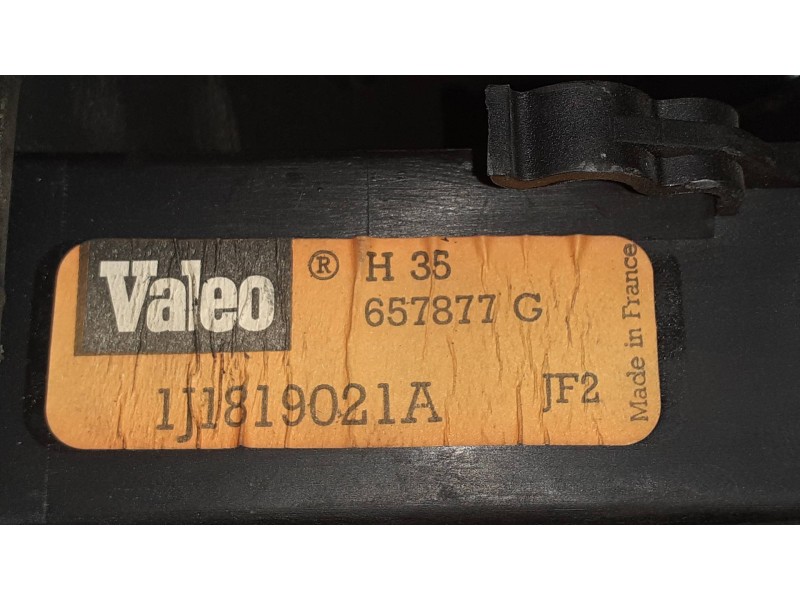 Valeo ® H 35
657877 G
1J1819021A JF2
Made in France